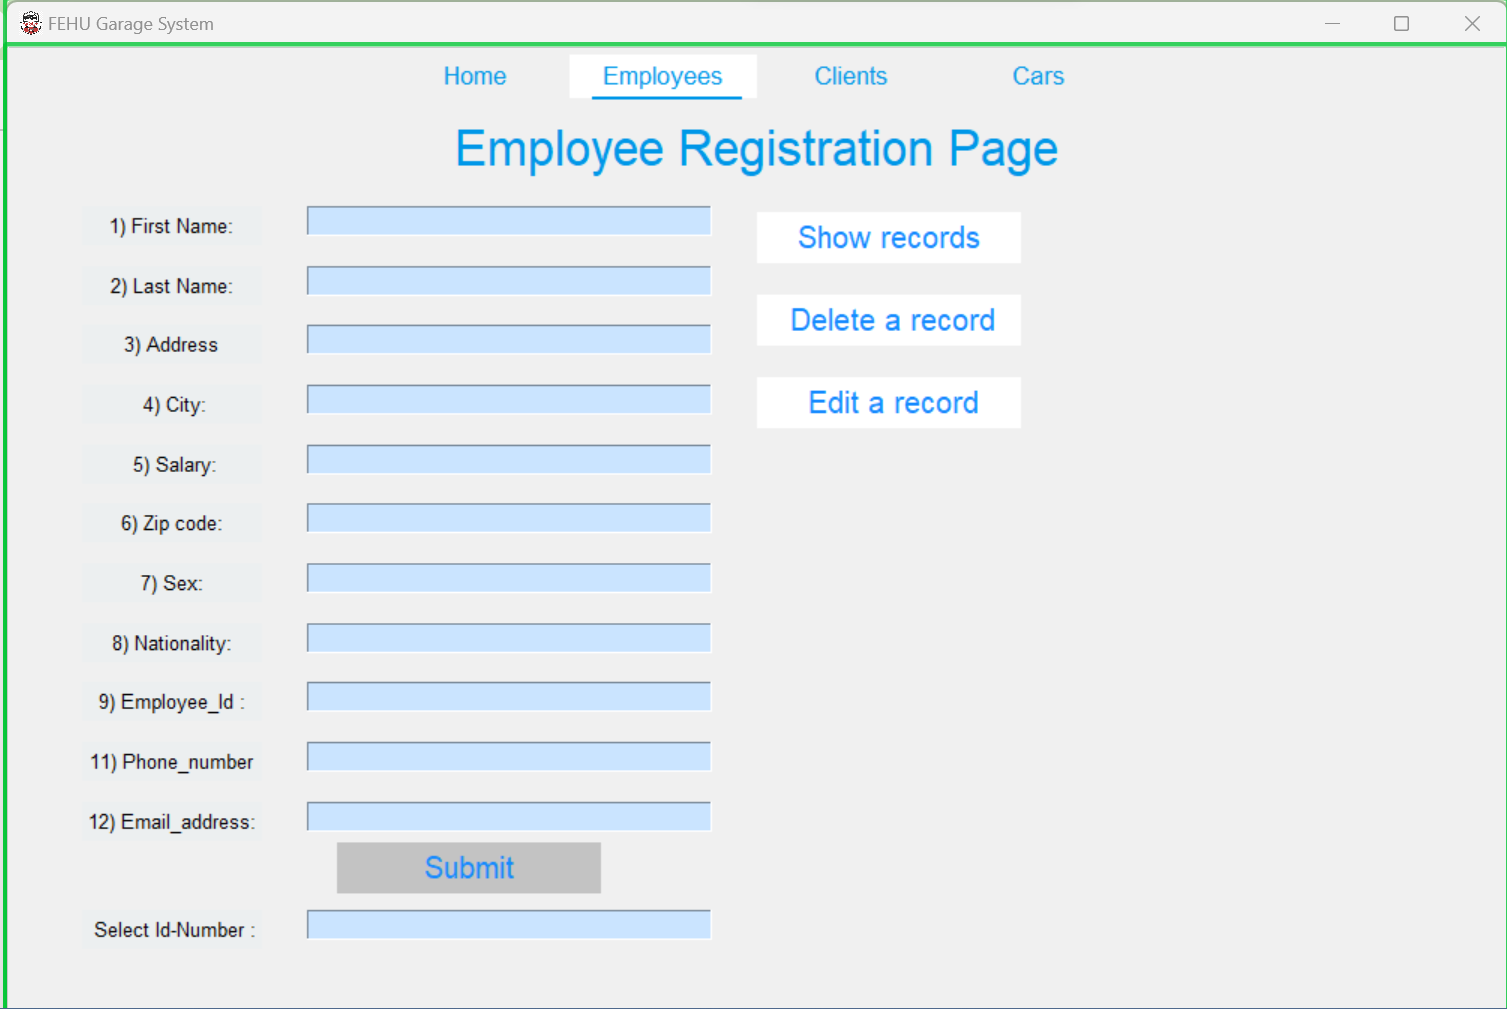 FEHU Garage System
Home Employees Clients Cars
Employee Registration Page
1) First Name:
Show records
2) Last Name:
Delete a record
3) Address
4) City:
Edit a record
5) Salary:
6) Zip code:
7) Sex:
8) Nationality:
9) Employee_Id :
11) Phone_number
12) Email_address:
Submit
Select Id-Number :